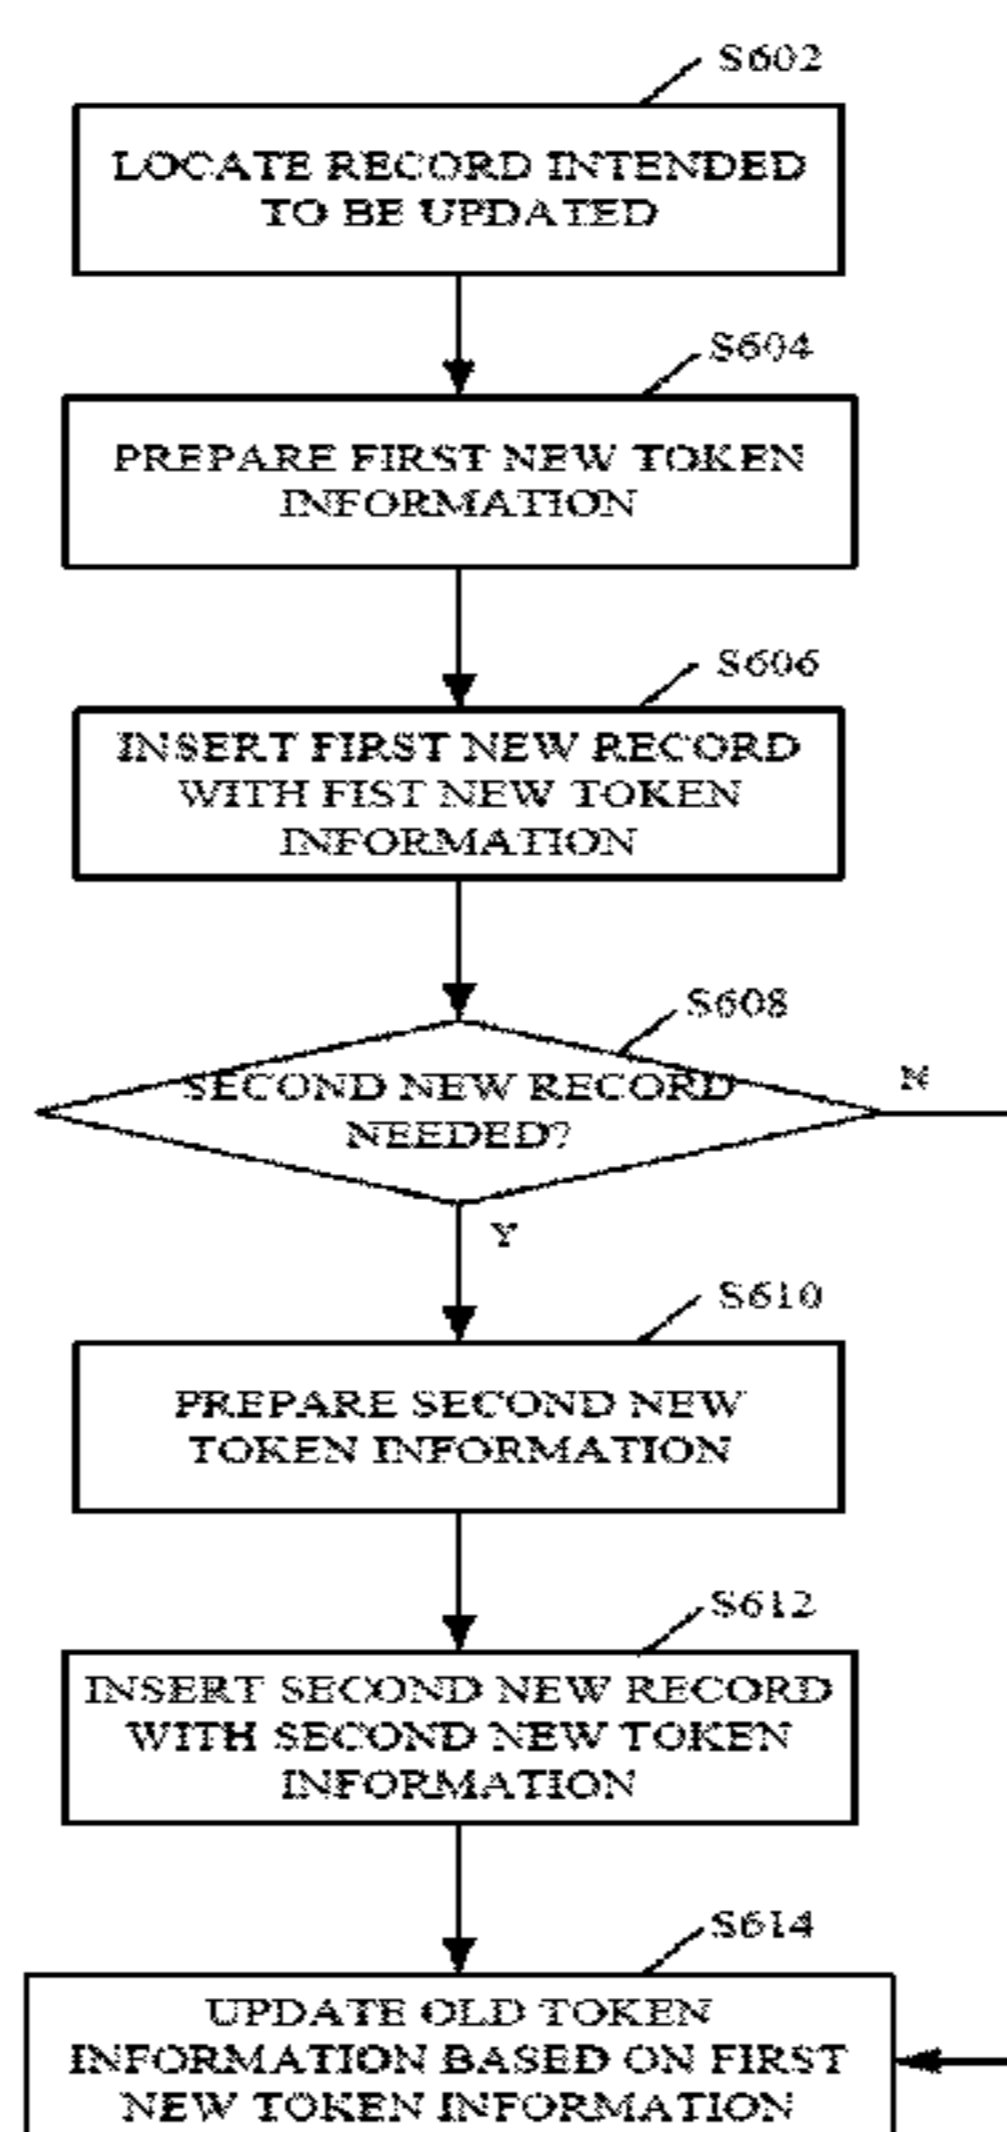 S602
LOCATE RECORD INTENDED
TO BE UPDATED
S604
PREPARE FIRST NEW TOKEN
INFORMATION
S606
INSERT FIRST NEW RECORD
WITH FIST NEW TOKEN
INFORMATION
S608
SECOND NEW RECORD
NEEDED?
N
Y
S610
PREPARE SECOND NEW
TOKEN INFORMATION
S612
INSERT SECOND NEW RECORD
WITH SECOND NEW TOKEN
INFORMATION
S614
UPDATE OLD TOKEN
INFORMATION BASED ON FIRST
NEW TOKEN INFORMATION